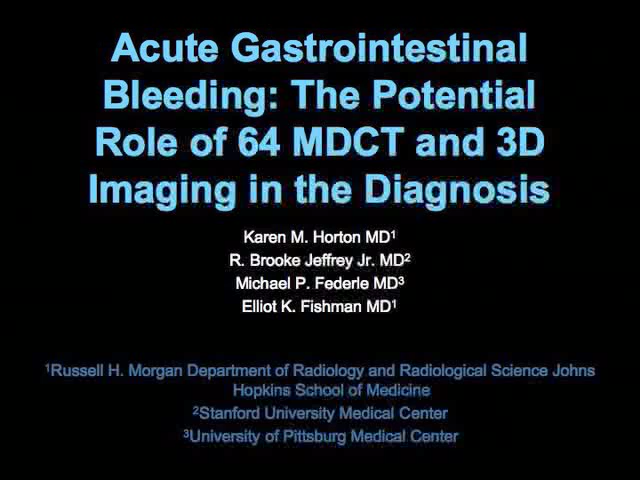 Acute Gastrointestinal
Bleeding: The Potential
Role of 64 MDCT and 3D
Imaging in the Diagnosis
Karen M. Horton MD¹
R. Brooke Jeffrey Jr. MD²
Michael P. Federle MD³
Elliot K. Fishman MD¹
¹Russell H. Morgan Department of Radiology and Radiological Science Johns
Hopkins School of Medicine
²Stanford University Medical Center
³University of Pittsburg Medical Center